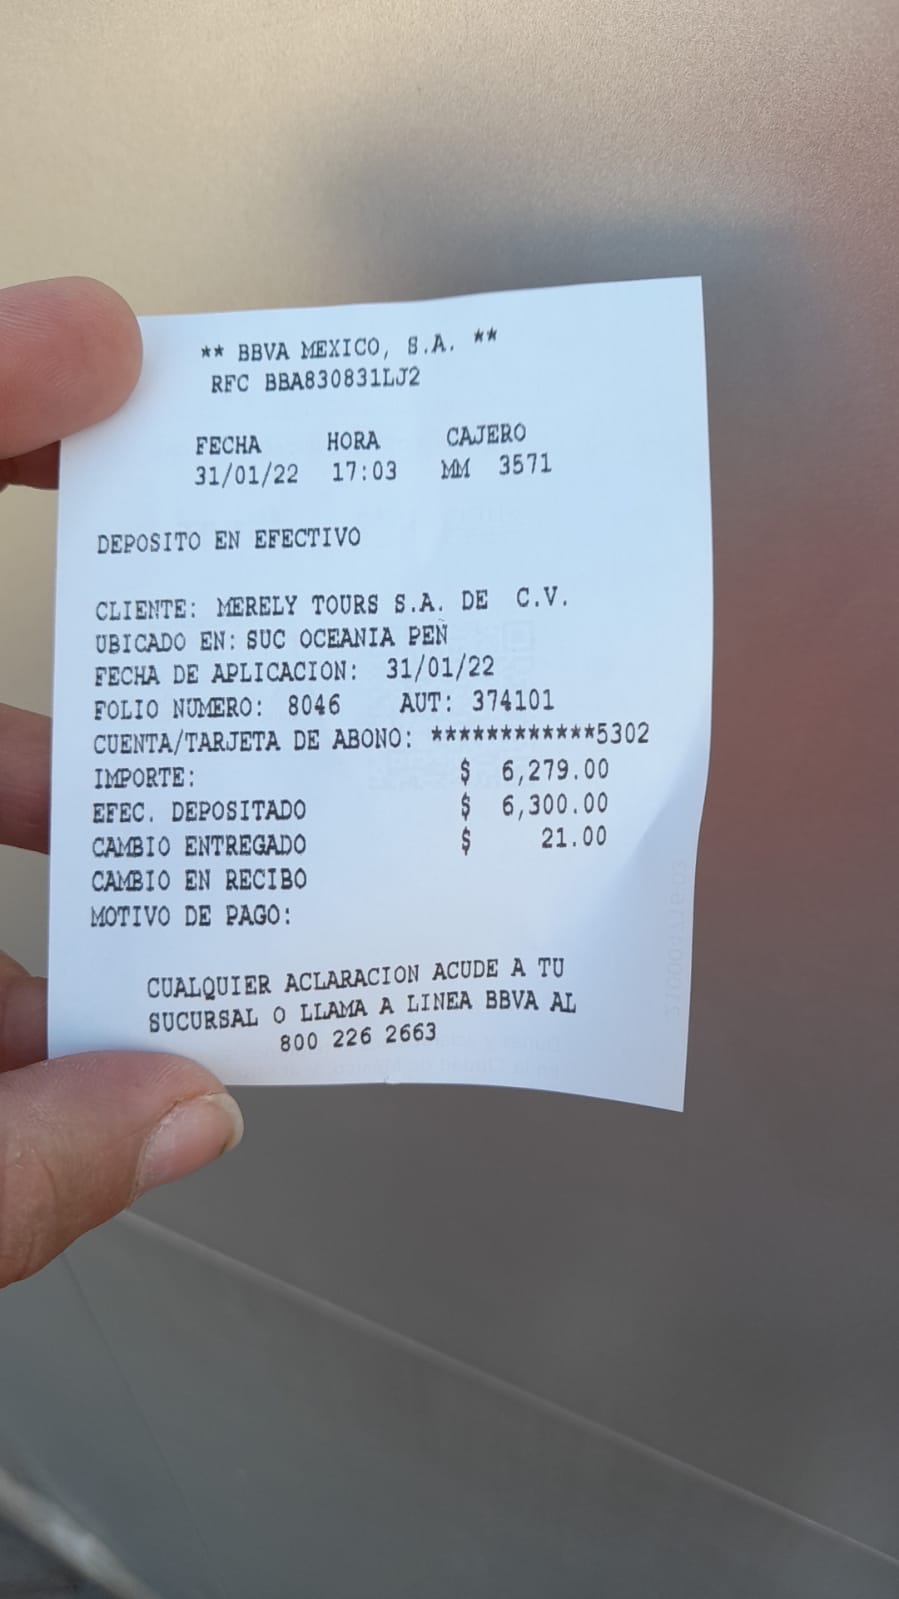 ** BBVA MEXICO, S.A. **
RFC BBA830831LJ2
FECHA HORA CAJERO
31/01/22 17:03 MM 3571
DEPOSITO EN EFECTIVO
CLIENTE: MERELY TOURS S.A. DE C.V.
UBICADO EN: SUC OCEANIA PEÑ
FECHA DE APLICACION: 31/01/22
FOLIO NUMERO: 8046 AUT: 374101
CUENTA/TARJETA DE ABONO: ************5302
IMPORTE: $ 6,279.00
EFEC. DEPOSITADO $ 6,300.00
CAMBIO ENTREGADO $ 21.00
CAMBIO EN RECIBO
MOTIVO DE PAGO:
CUALQUIER ACLARACION ACUDE A TU
SUCURSAL O LLAMA A LINEA BBVA AL
800 226 2663